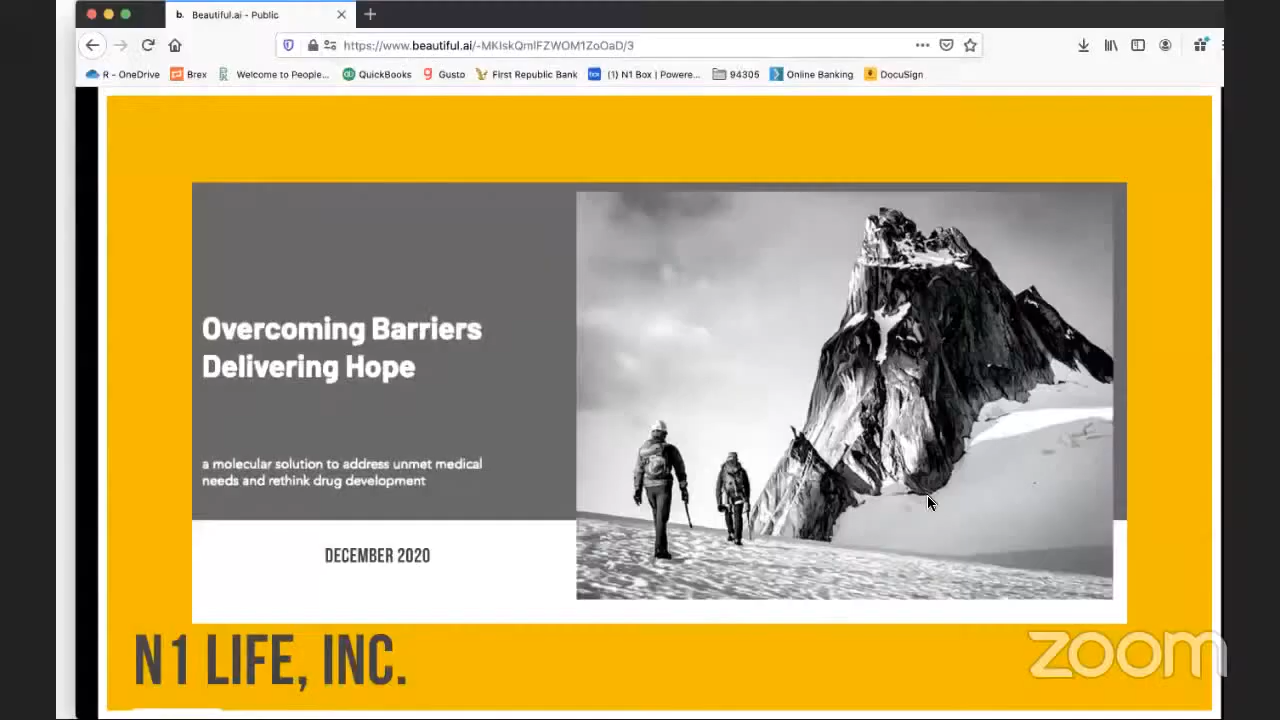 b. Beautiful.ai - Public
https://www.beautiful.ai/-MKIskQmlFZWOM1ZoOaD/3
R - OneDrive Brex Welcome to People... QuickBooks Gusto First Republic Bank (1) N1 Box | Powere... 94305 Online Banking DocuSign
Overcoming Barriers
Delivering Hope
a molecular solution to address unmet medical
needs and rethink drug development
DECEMBER 2020
N1 LIFE, INC.
zoom